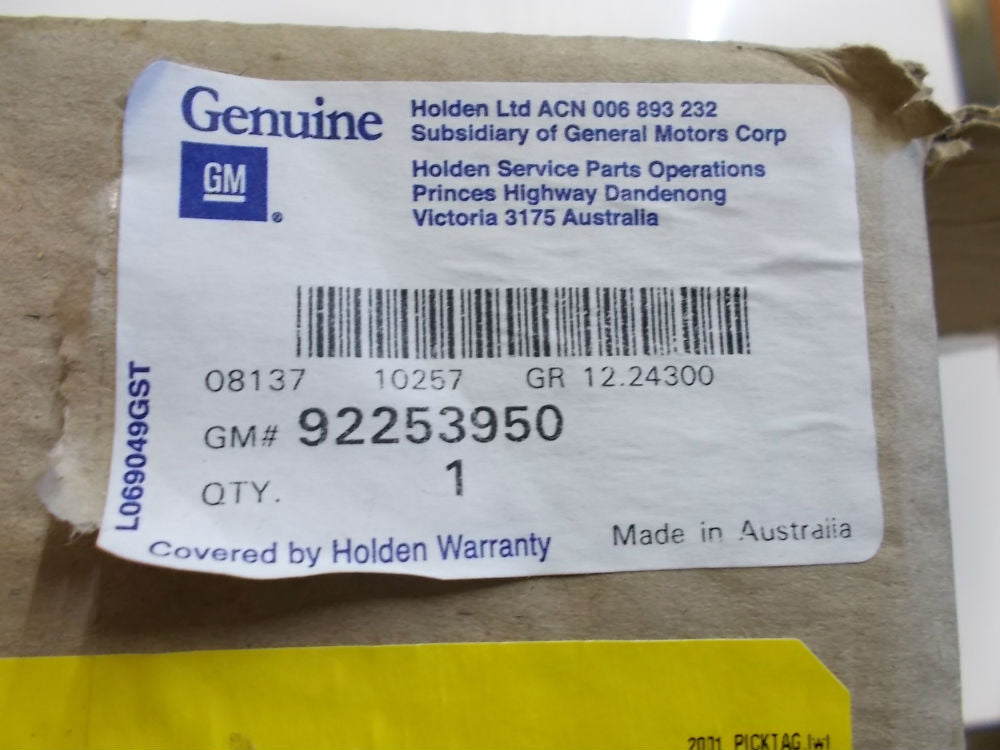 Genuine
GM
®
Holden Ltd ACN 006 893 232
Subsidiary of General Motors Corp
Holden Service Parts Operations
Princes Highway Dandenong
Victoria 3175 Australia
08137 10257 GR 12.24300
GM# 92253950
QTY. 1
L069049GST
Covered by Holden Warranty
Made in Australia
PICKTAG